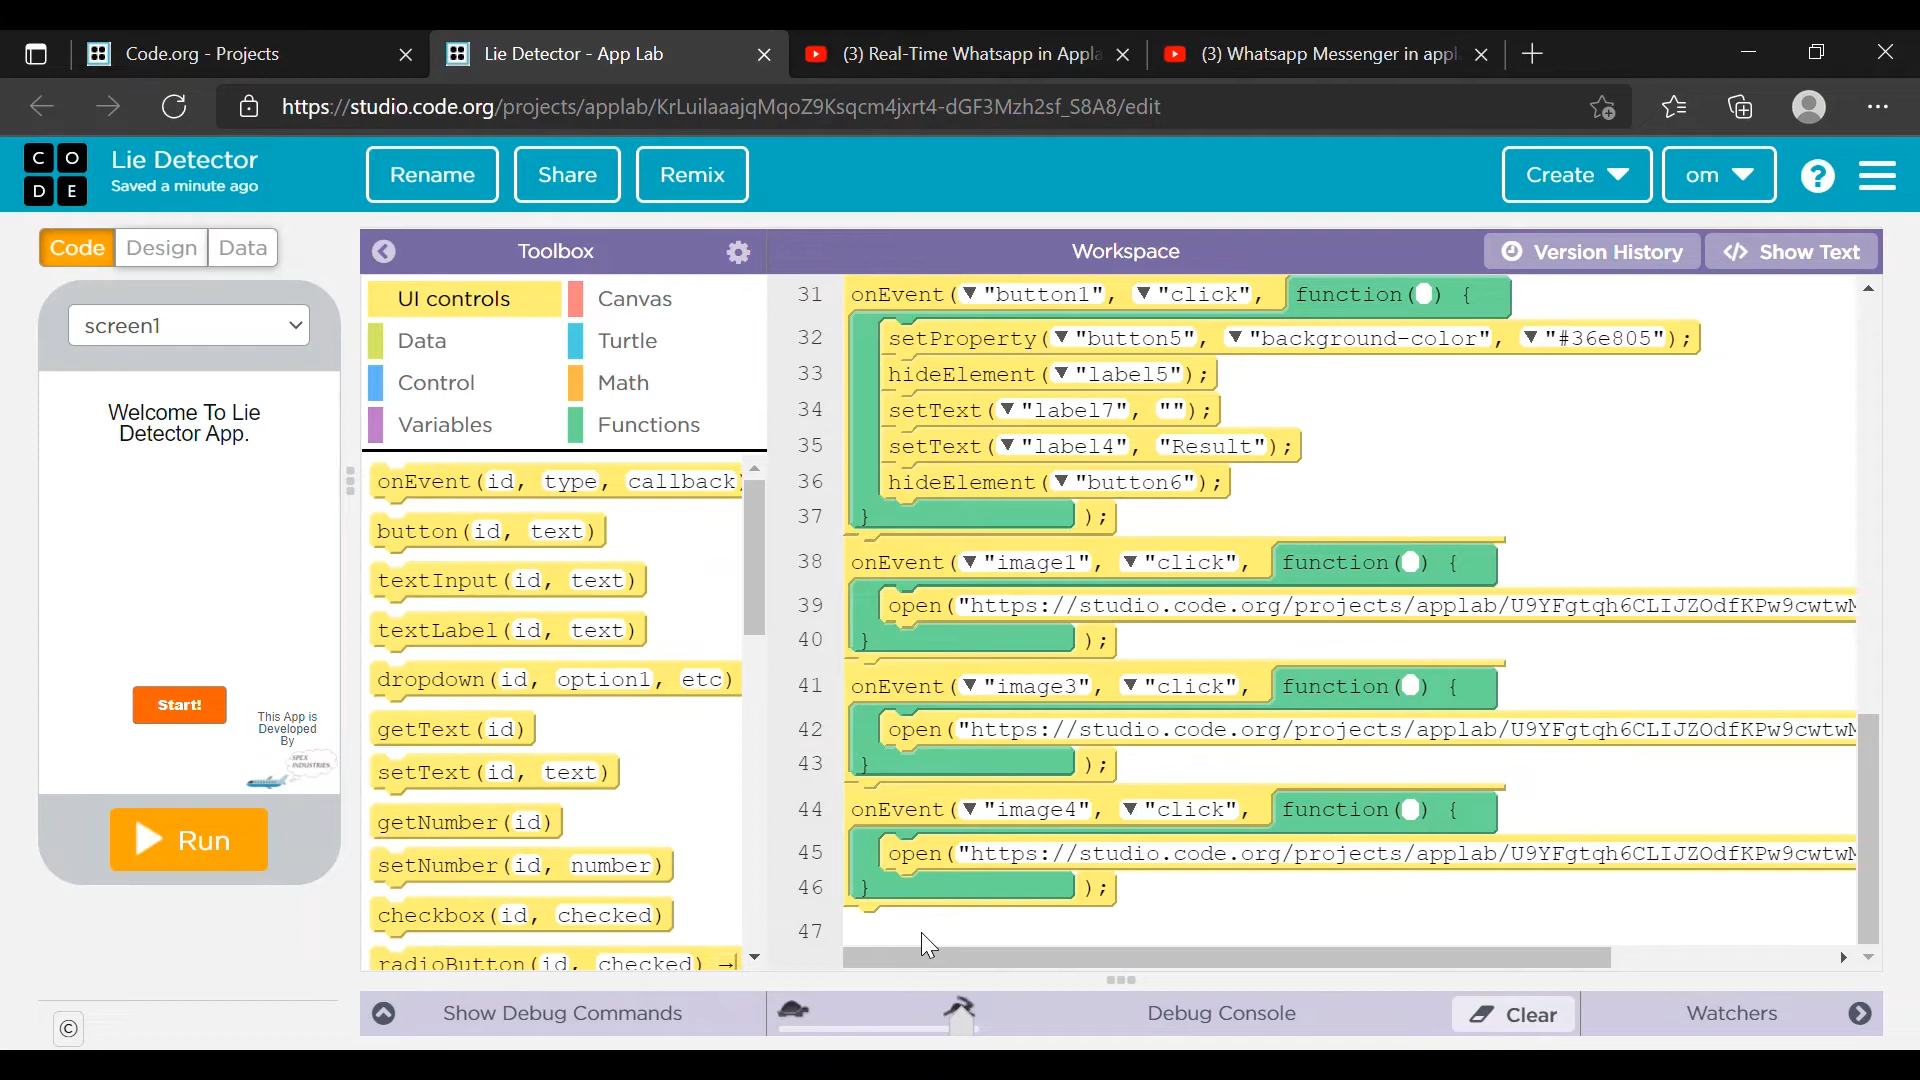 Code.org - Projects
Lie Detector - App Lab
(3) Real-Time Whatsapp in Appla
(3) Whatsapp Messenger in appl
https://studio.code.org/projects/applab/KrLuilaaajqMqoZ9Ksqcm4jxrt4-dGF3Mzh2sf_S8A8/edit
C O
D E
Lie Detector
Saved a minute ago
Rename
Share
Remix
Create
om
?
Code
Design
Data
Toolbox
Workspace
Version History
Show Text
screen1
Welcome To Lie
Detector App.
Start!
This App is
Developed
By
SPEX
INDUSTRIES
Run
©
UI controls
Canvas
Data
Turtle
Control
Math
Variables
Functions
onEvent(id, type, callback)
button(id, text)
textInput(id, text)
textLabel(id, text)
dropdown(id, option1, etc)
getText(id)
setText(id, text)
getNumber(id)
setNumber(id, number)
checkbox(id, checked)
radioButton(id, checked)
31 onEvent(▼"button1", ▼"click", function() {
32 setProperty(▼"button5", ▼"background-color", ▼"#36e805");
33 hideElement(▼"label5");
34 setText(▼"label7", "");
35 setText(▼"label4", "Result");
36 hideElement(▼"button6");
37 } );
38 onEvent(▼"image1", ▼"click", function() {
39 open("https://studio.code.org/projects/applab/U9YFgtqh6CLIJZOdfKPw9cwtwM
40 } );
41 onEvent(▼"image3", ▼"click", function() {
42 open("https://studio.code.org/projects/applab/U9YFgtqh6CLIJZOdfKPw9cwtwM
43 } );
44 onEvent(▼"image4", ▼"click", function() {
45 open("https://studio.code.org/projects/applab/U9YFgtqh6CLIJZOdfKPw9cwtwM
46 } );
47
Show Debug Commands
Debug Console
Clear
Watchers